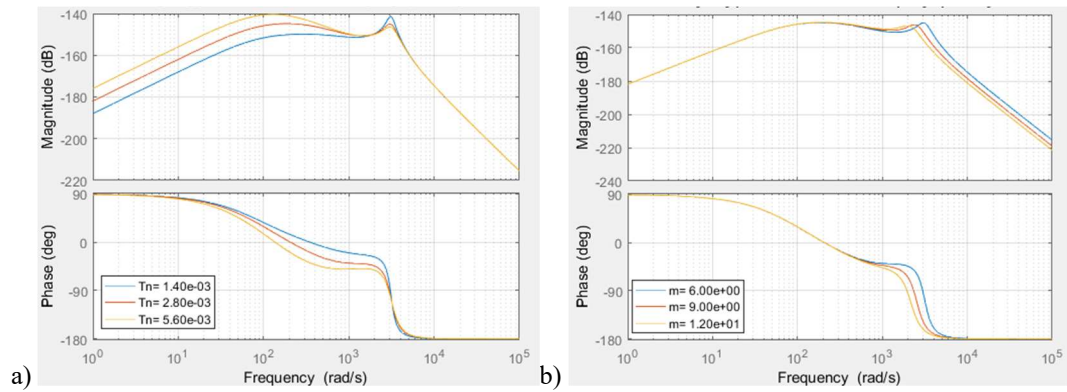 -140
-160
-180
-200
-220
Magnitude (dB)
90
0
-90
-180
Phase (deg)
Tn= 1.40e-03
Tn= 2.80e-03
Tn= 5.60e-03
10^0 10^1 10^2 10^3 10^4 10^5
Frequency (rad/s)
a)
-140
-160
-180
-200
-220
-240
Magnitude (dB)
90
0
-90
-180
Phase (deg)
m= 6.00e+00
m= 9.00e+00
m= 1.20e+01
10^0 10^1 10^2 10^3 10^4 10^5
Frequency (rad/s)
b)